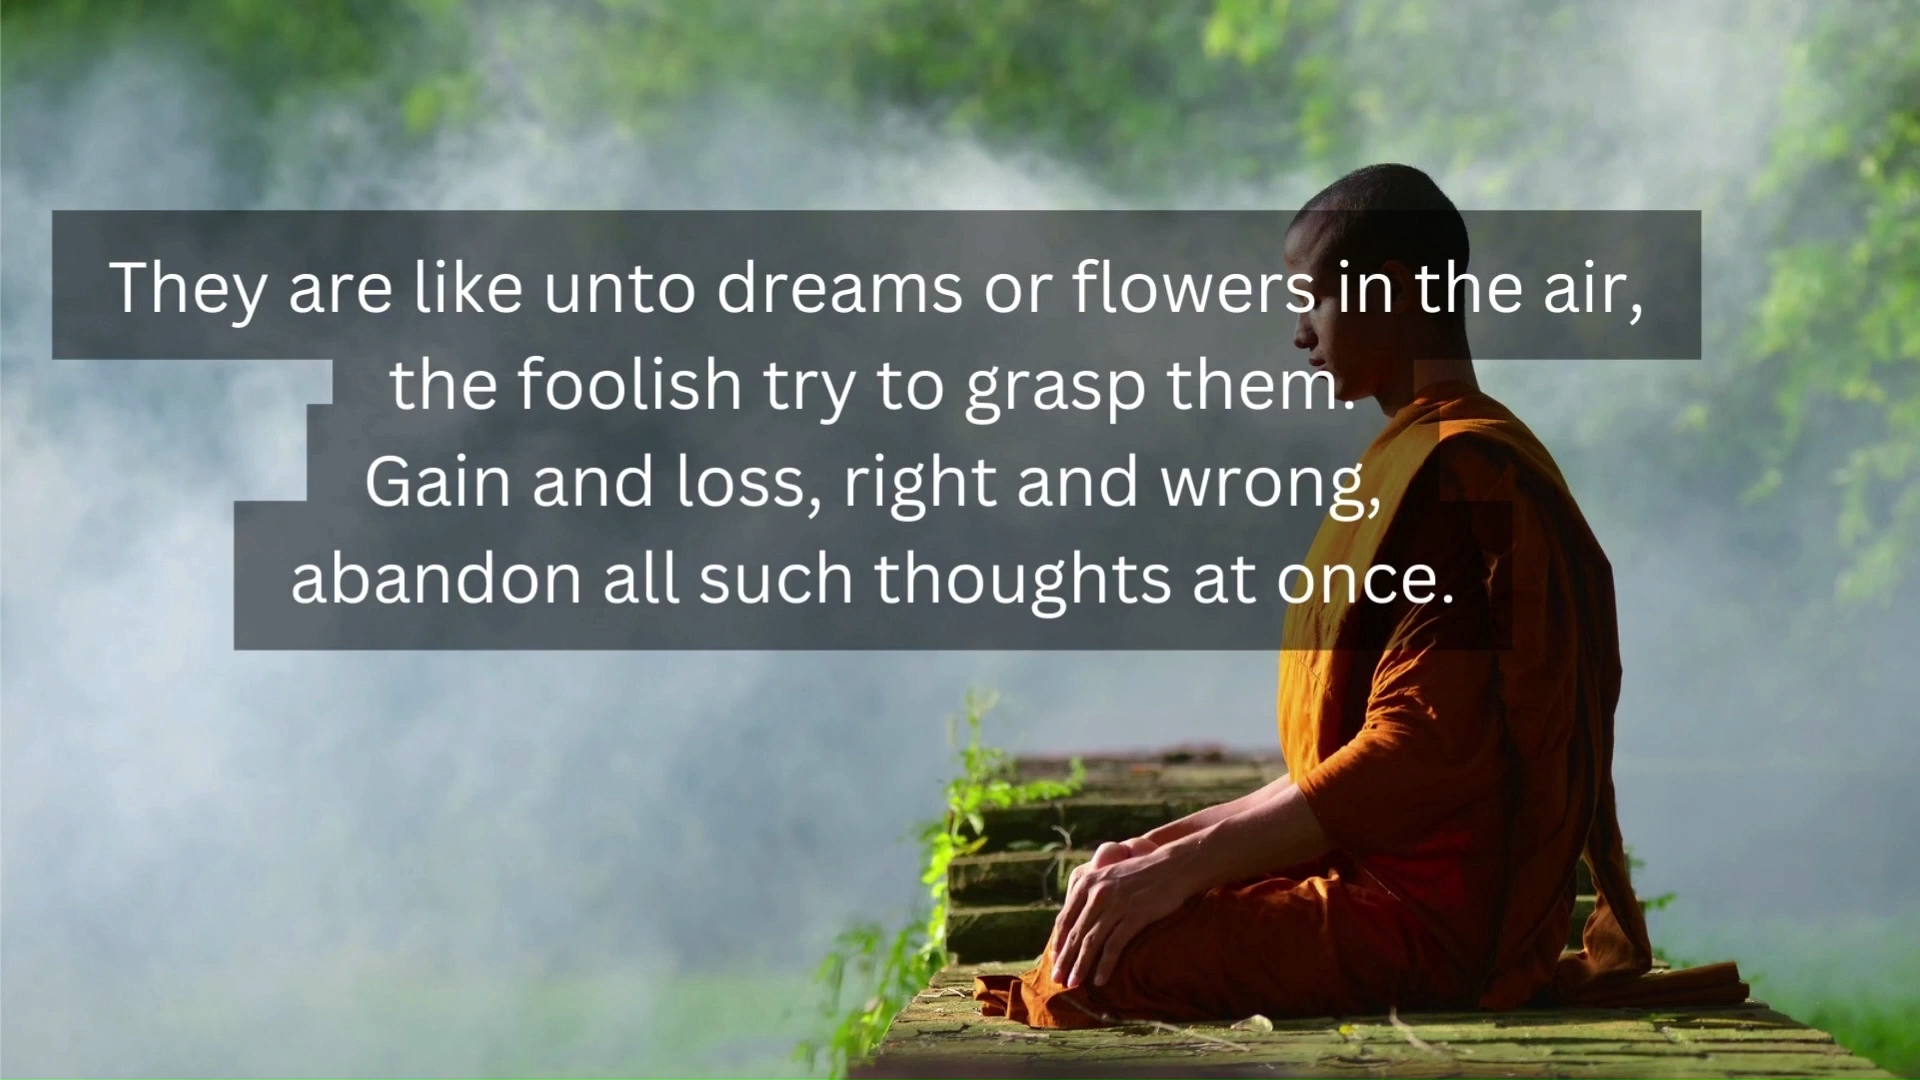 They are like unto dreams or flowers in the air,
the foolish try to grasp them.
Gain and loss, right and wrong,
abandon all such thoughts at once.